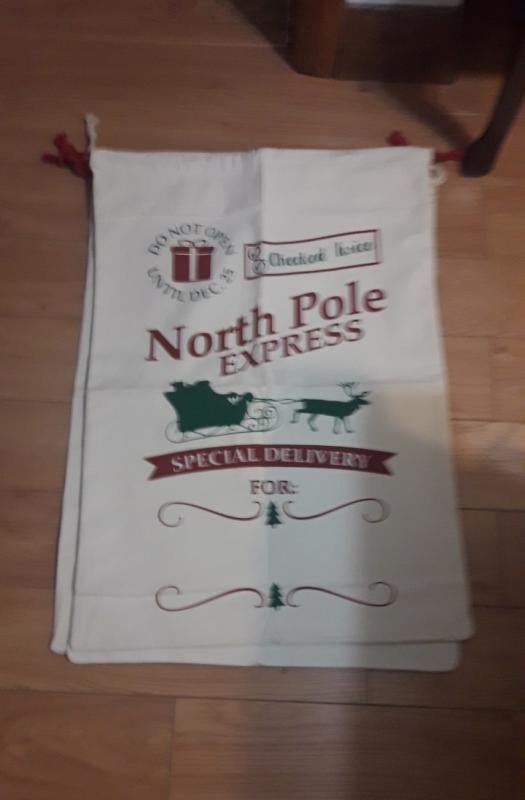 DO NOT OPEN
UNTIL DEC. 25
Checked Twice
North Pole
EXPRESS
SPECIAL DELIVERY
FOR: